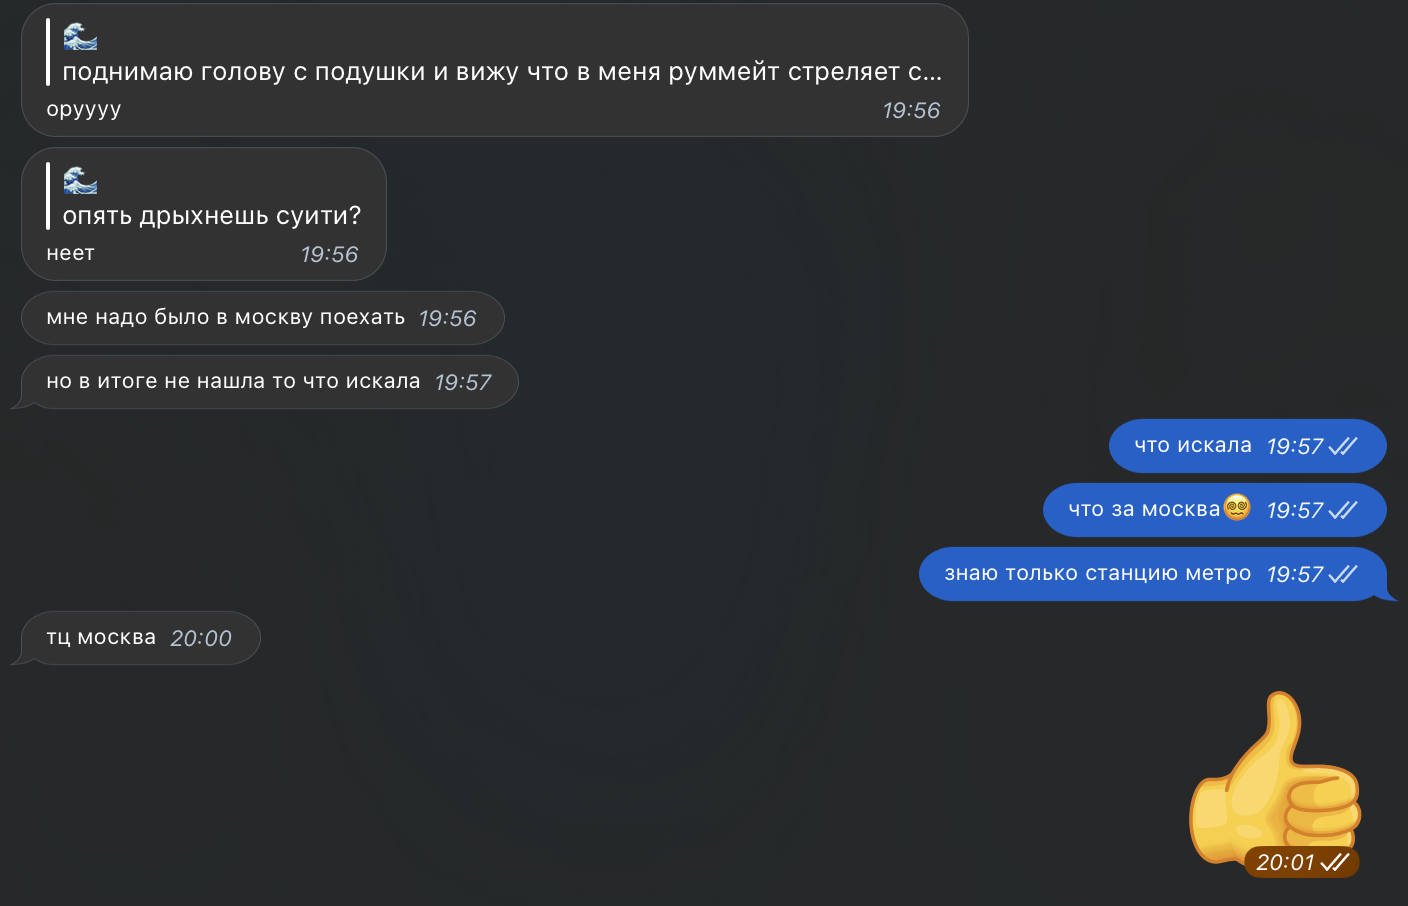 🌊
поднимаю голову с подушки и вижу что в меня руммейт стреляет с...
оруууу
19:56
🌊
опять дрыхнешь суити?
неет
19:56
мне надо было в москву поехать 19:56
но в итоге не нашла то что искала 19:57
что искала 19:57
что за москва😵‍💫 19:57
знаю только станцию метро 19:57
тц москва 20:00
20:01